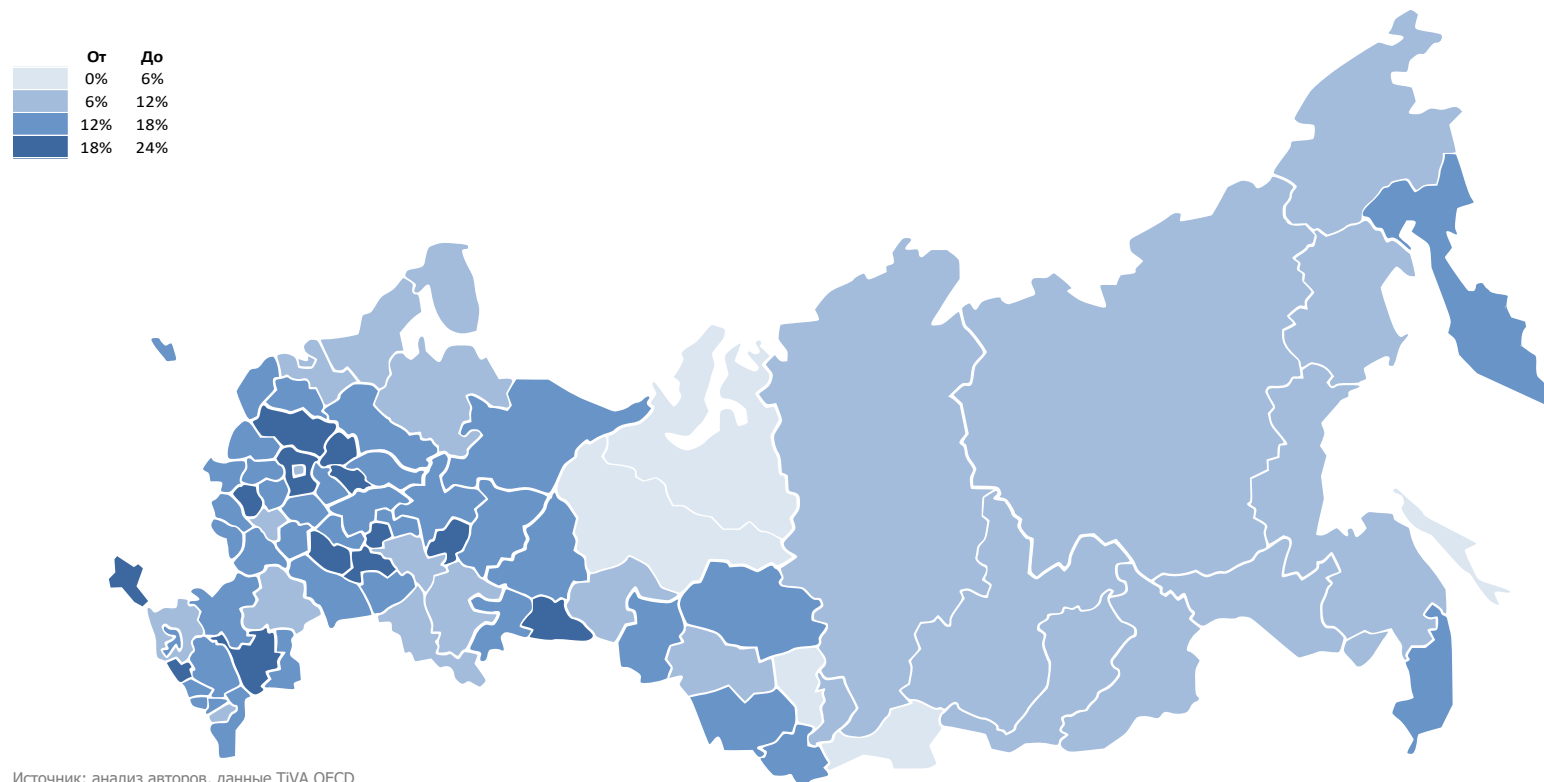 От До
0% 6%
6% 12%
12% 18%
18% 24%
Источник: анализ авторов, данные TiVA OECD